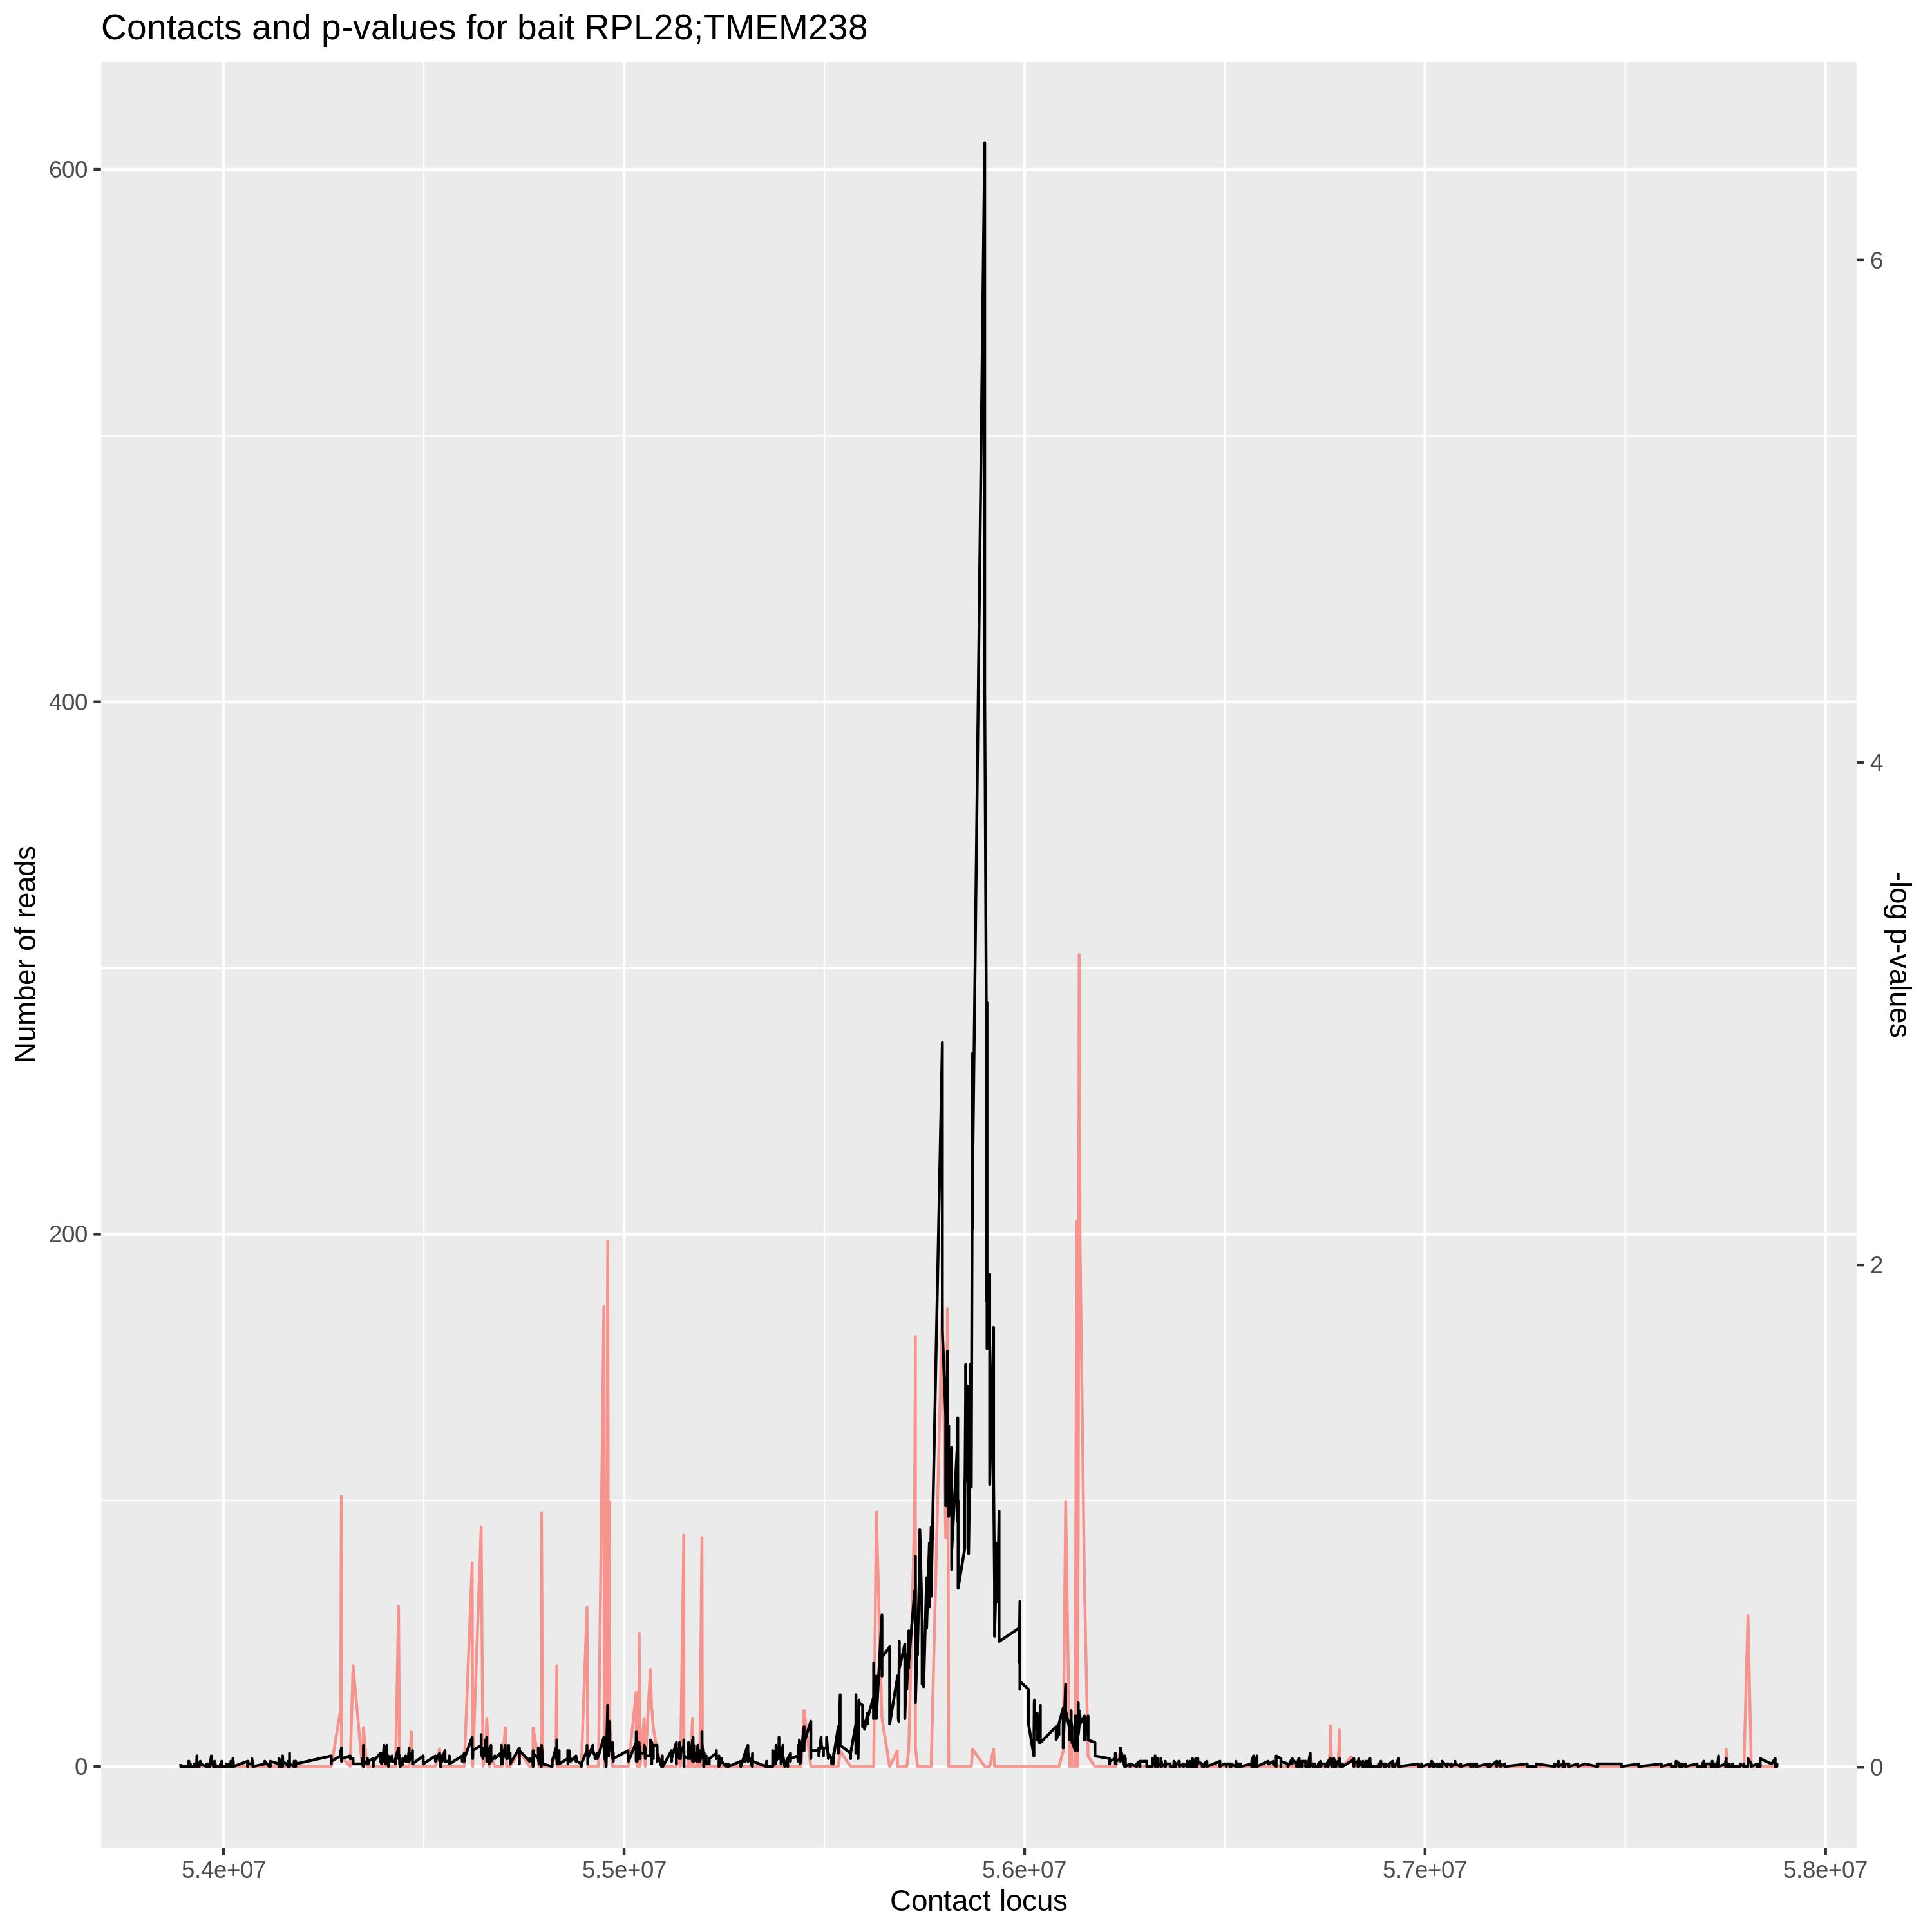 Contacts and p-values for bait RPL28;TMEM238
600
400
200
0
Number of reads
6
4
2
0
-log p-values
5.4e+07 5.5e+07 5.6e+07 5.7e+07 5.8e+07
Contact locus